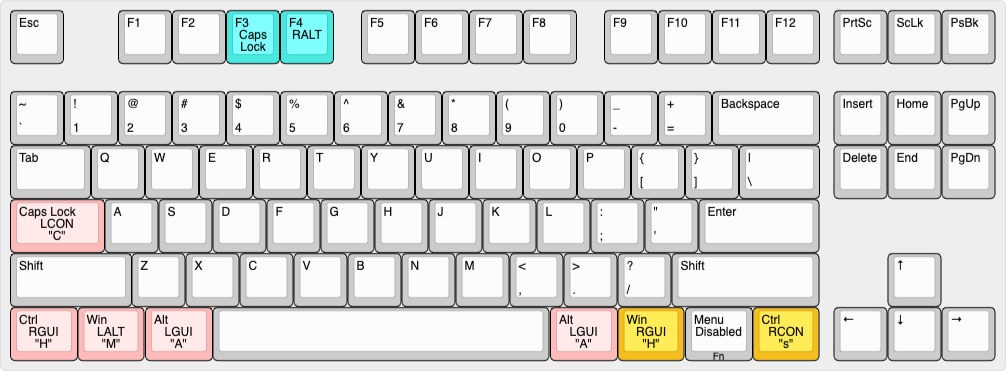 Esc F1 F2 F3 F4 F5 F6 F7 F8 F9 F10 F11 F12 PrtSc ScLk PsBk
Caps RALT
Lock
~ ! @ # $ % ^ & * ( ) _ + Backspace Insert Home PgUp
` 1 2 3 4 5 6 7 8 9 0 - =
Tab Q W E R T Y U I O P { } | Delete End PgDn
[ ] \
Caps Lock A S D F G H J K L : " Enter
LCON ; '
"C"
Shift Z X C V B N M < > ? Shift ↑
, . /
Ctrl Win Alt Alt Win Menu Ctrl ← ↓ →
RGUI LALT LGUI LGUI RGUI Disabled RCON
"H" "M" "A" "A" "H" "s"
Fn